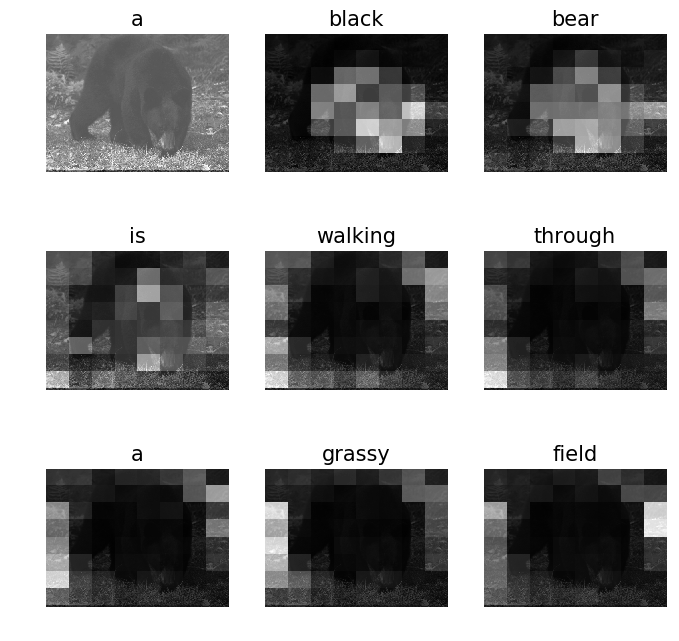 a black bear
is walking through
a grassy field